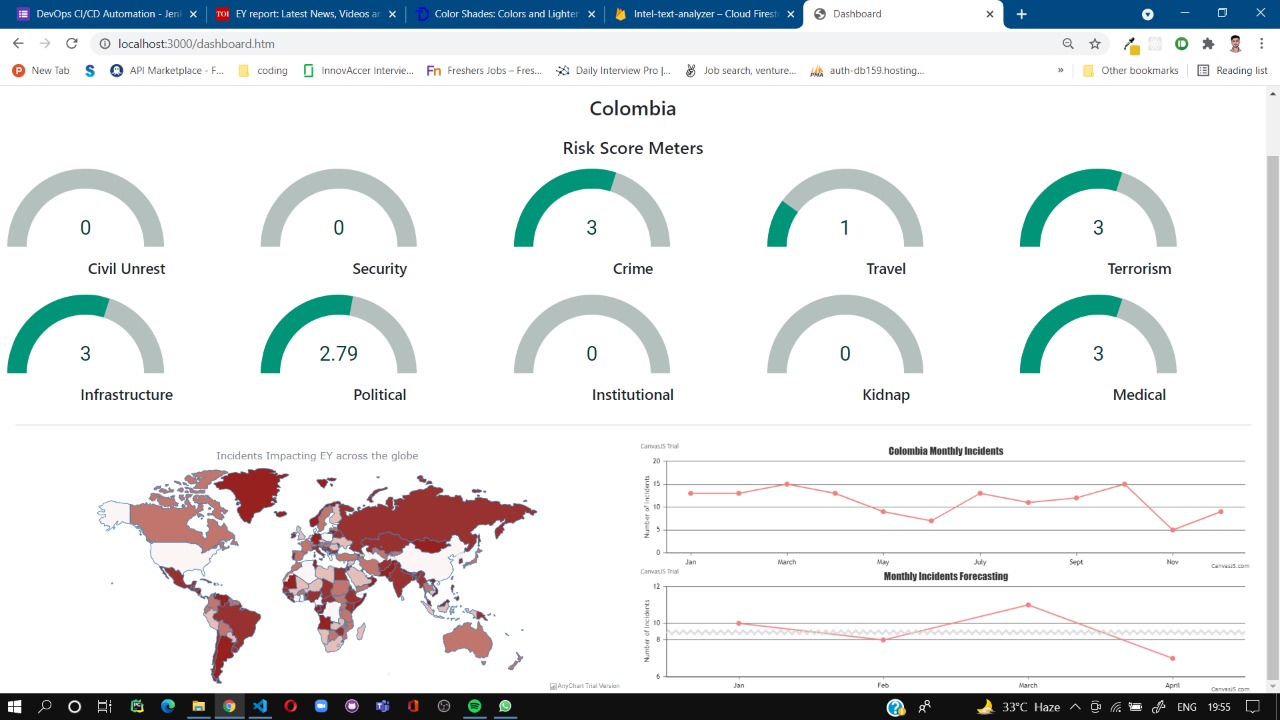 DevOps CI/CD Automation - Jenk
TOI EY report: Latest News, Videos an
Color Shades: Colors and Lighter
Intel-text-analyzer – Cloud Firesto
Dashboard
localhost:3000/dashboard.htm
New Tab
API Marketplace - F...
coding
InnovAccer Intervie...
Fn Freshers Jobs – Fres...
Daily Interview Pro |...
Job search, venture...
PMA auth-db159.hosting...
»
Other bookmarks
Reading list
Colombia
Risk Score Meters
0 0 3 1 3
Civil Unrest Security Crime Travel Terrorism
3 2.79 0 0 3
Infrastructure Political Institutional Kidnap Medical
Incidents Impacting EY across the globe
AnyChart Trial Version
CanvasJS Trial
Colombia Monthly Incidents
Number of Incidents
20
15
10
5
0
Jan March May July Sept Nov
CanvasJS.com
CanvasJS Trial
Monthly Incidents Forecasting
Number of Incidents
12
10
8
6
Jan Feb March April
CanvasJS.com
33°C Haze
ENG 19:55